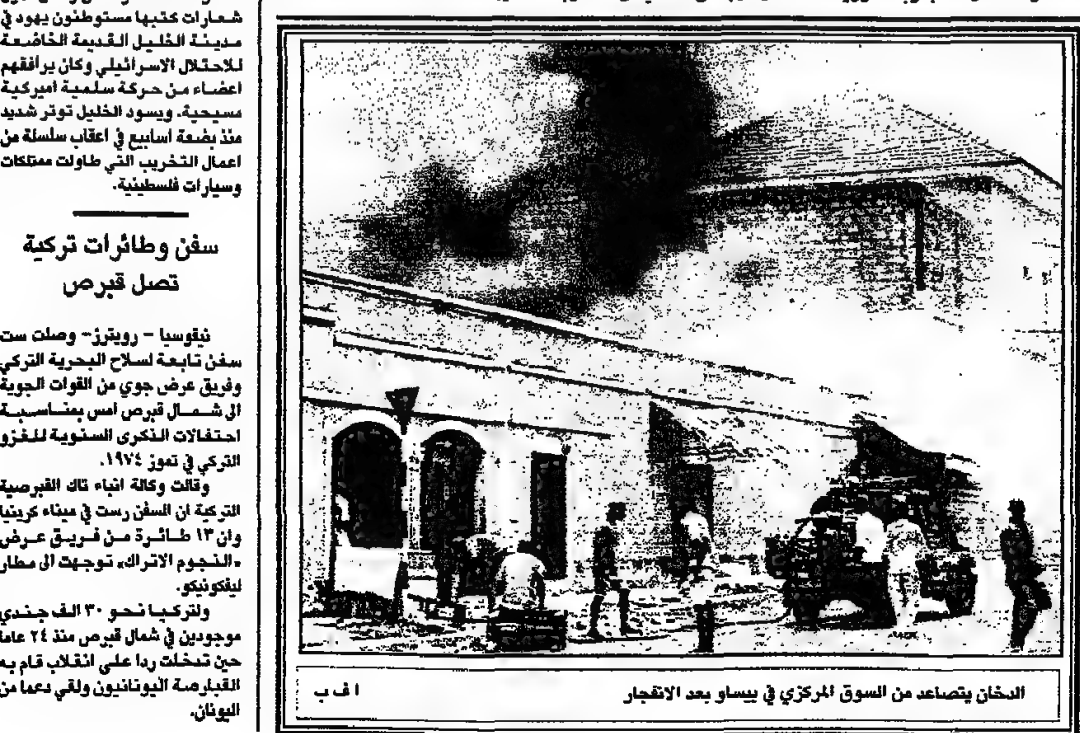 شعارات كتبها مستوطنون يهود في
مدينة الخليل القديمة الخاضعة
للاحتلال الاسرائيلي وكان يرافقهم
اعضاء من حركة سلمية اميركية
مسيحية. ويسود الخليل توتر شديد
منذ بضعة اسابيع في اعقاب سلسلة من
اعمال التخريب التي طاولت ممتلكات
وسيارات فلسطينية.
سفن وطائرات تركية
تصل قبرص
نيقوسيا - رويترز- وصلت ست
سفن تابعة لسلاح البحرية التركي
وفريق عرض جوي من القوات الجوية
الى شمال قبرص امس بمناسبة
احتفالات الذكرى السنوية للغزو
التركي في تموز ١٩٧٤.
وقالت وكالة انباء تاك القبرصية
التركية ان السفن رست في ميناء كرينيا
وان ١٣ طائرة من فريق عرض
«النجوم الاتراك» توجهت الى مطار
ليفكونيكو.
ولتركيا نحو ٣٠ الف جندي
موجودين في شمال قبرص منذ ٢٤ عاما
حين تدخلت ردا على انقلاب قام به
القبارصة اليونانيون ولقي دعما من
اليونان.
الدخان يتصاعد من السوق المركزي في بيساو بعد الانفجار
ا ف ب